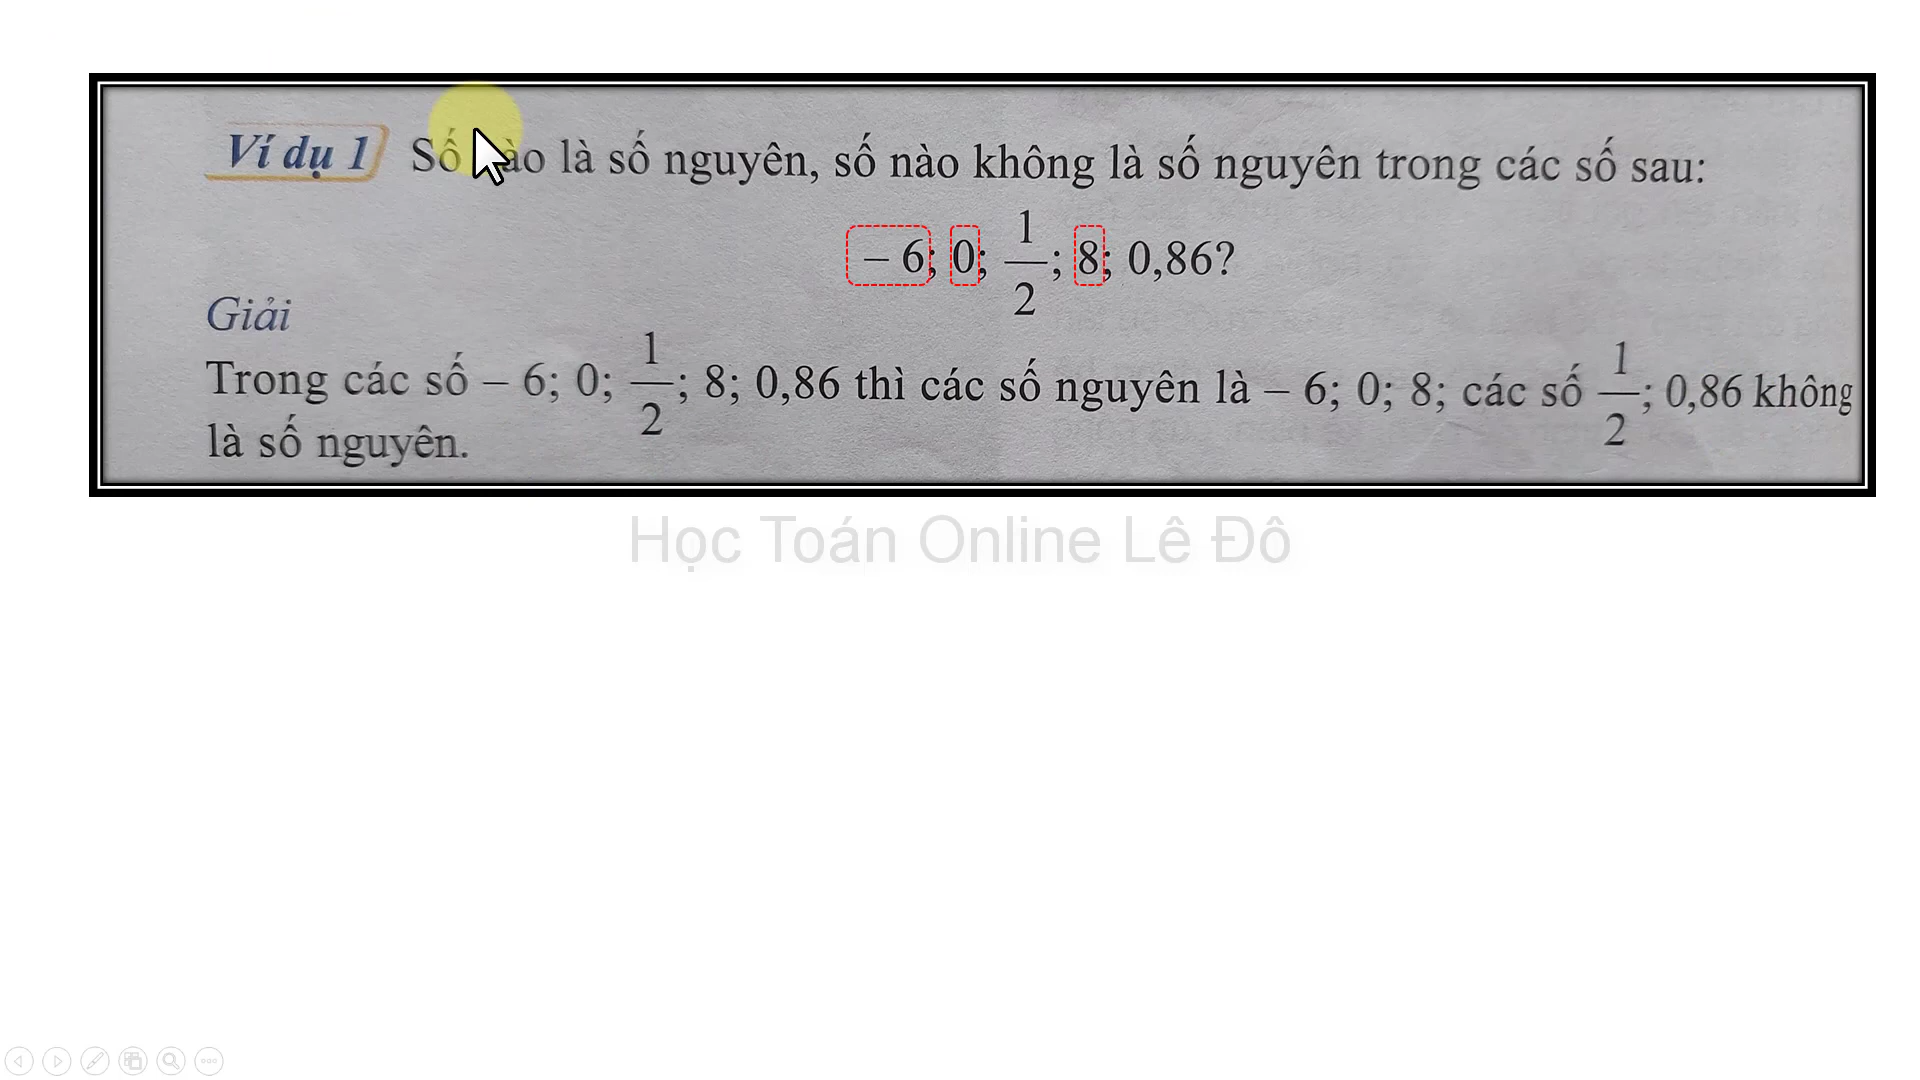 Ví dụ 1 Số nào là số nguyên, số nào không là số nguyên trong các số sau:
– 6; 0; 1/2; 8; 0,86?
Giải
Trong các số – 6; 0; 1/2; 8; 0,86 thì các số nguyên là – 6; 0; 8; các số 1/2; 0,86 không
là số nguyên.
Học Toán Online Lê Đô